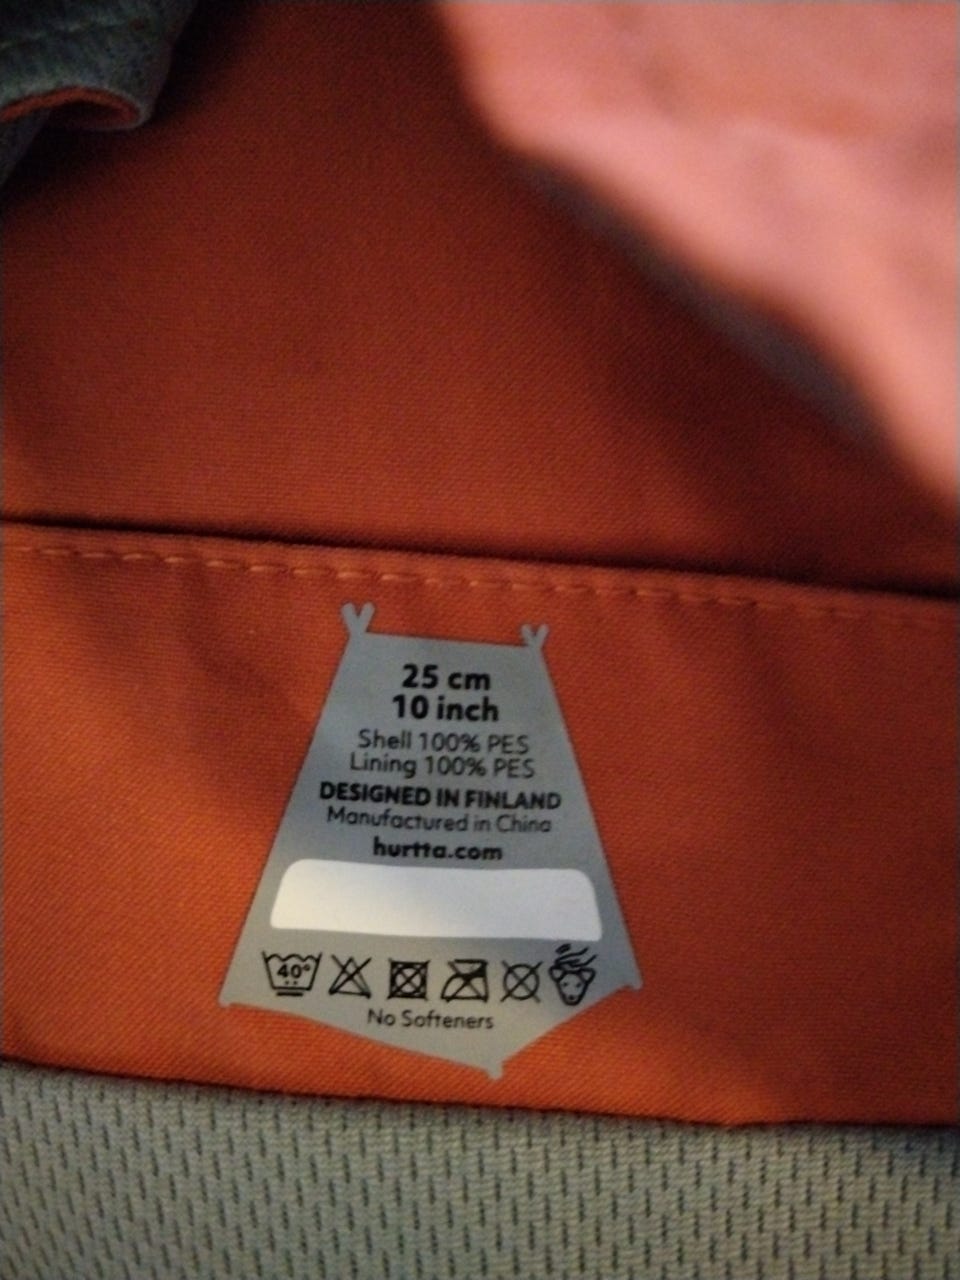 25 cm
10 inch
Shell 100% PES
Lining 100% PES
DESIGNED IN FINLAND
Manufactured in China
hurtta.com
40°
No Softeners